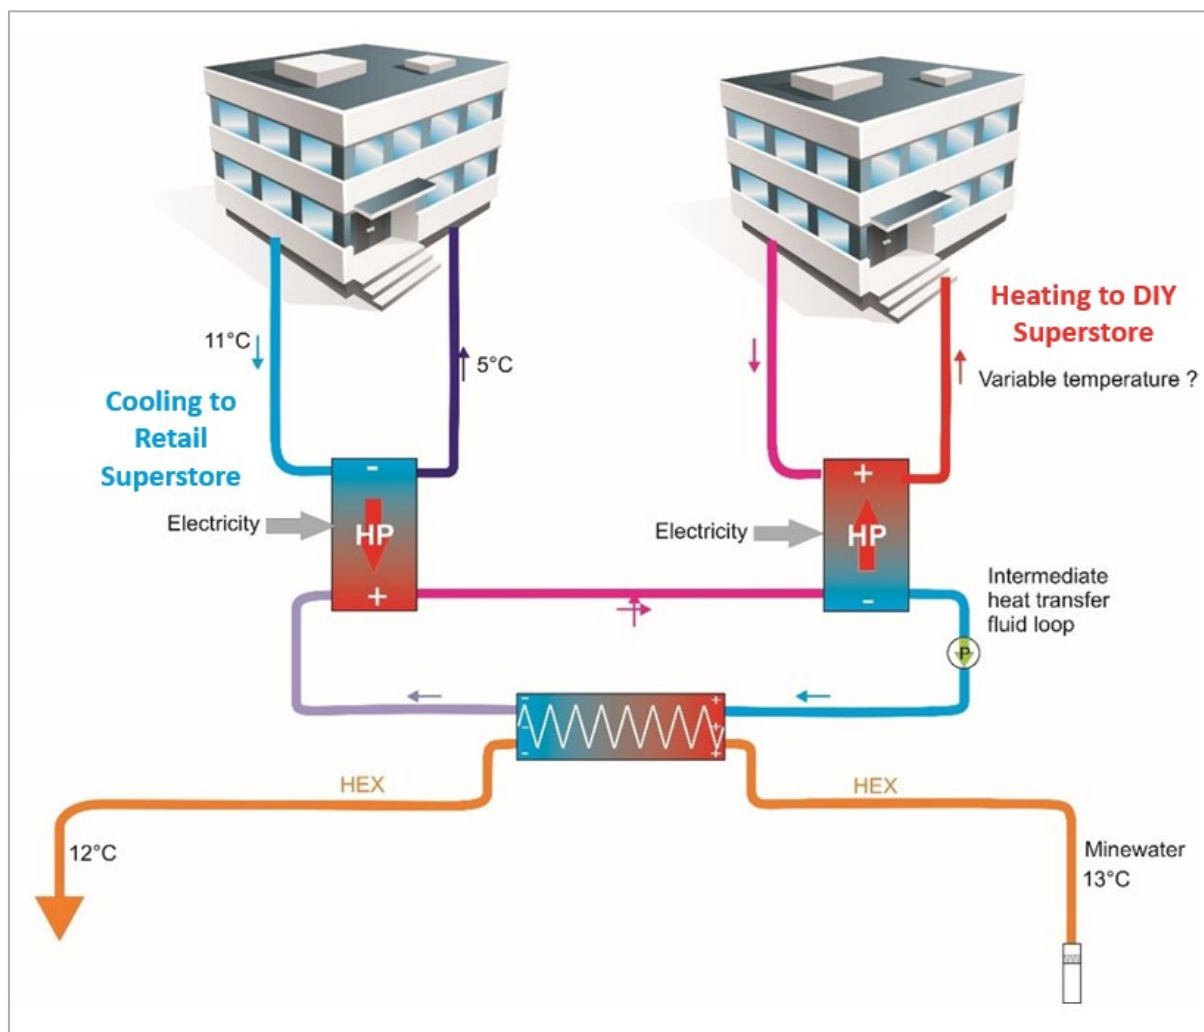 11°C
5°C
Cooling to
Retail
Superstore
Heating to DIY
Superstore
Variable temperature ?
-
+
Electricity
HP
Electricity
HP
+
-
Intermediate
heat transfer
fluid loop
P
-
-
-
+
+
+
HEX
HEX
12°C
Minewater
13°C